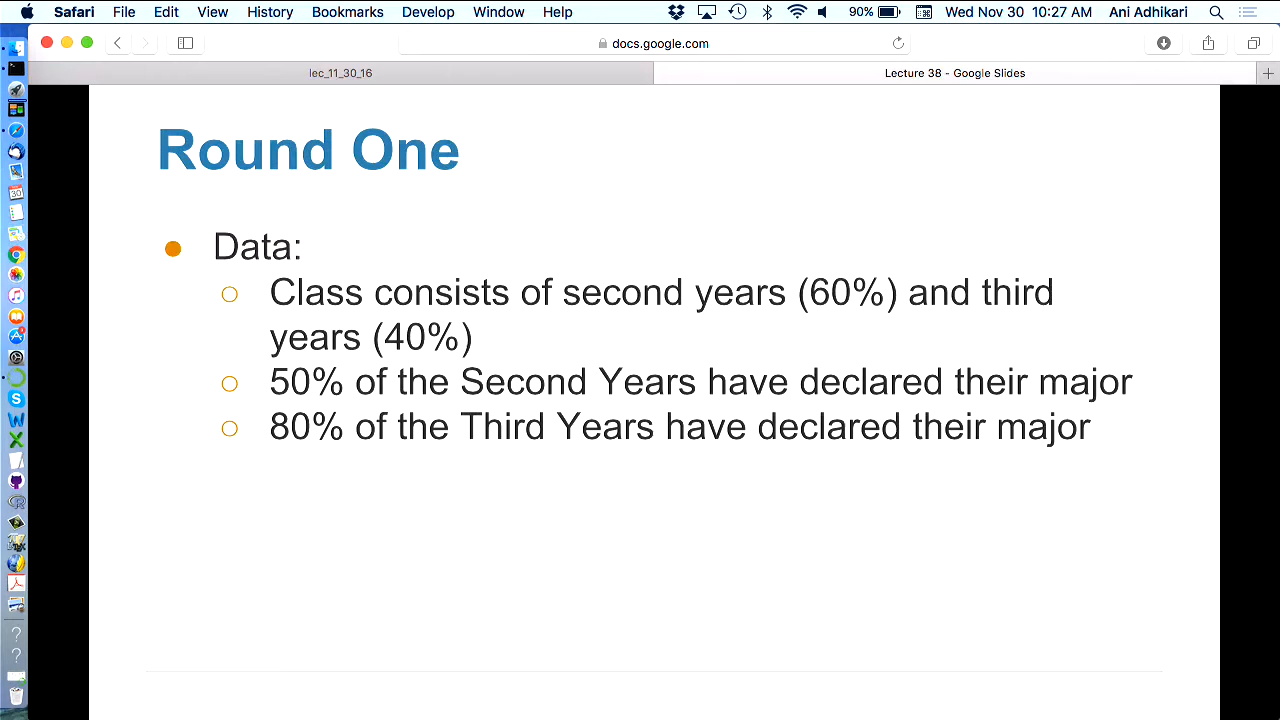 Safari File Edit View History Bookmarks Develop Window Help 90% Wed Nov 30 10:27 AM Ani Adhikari
docs.google.com
lec_11_30_16 Lecture 38 - Google Slides
Round One
● Data:
○ Class consists of second years (60%) and third
years (40%)
○ 50% of the Second Years have declared their major
○ 80% of the Third Years have declared their major